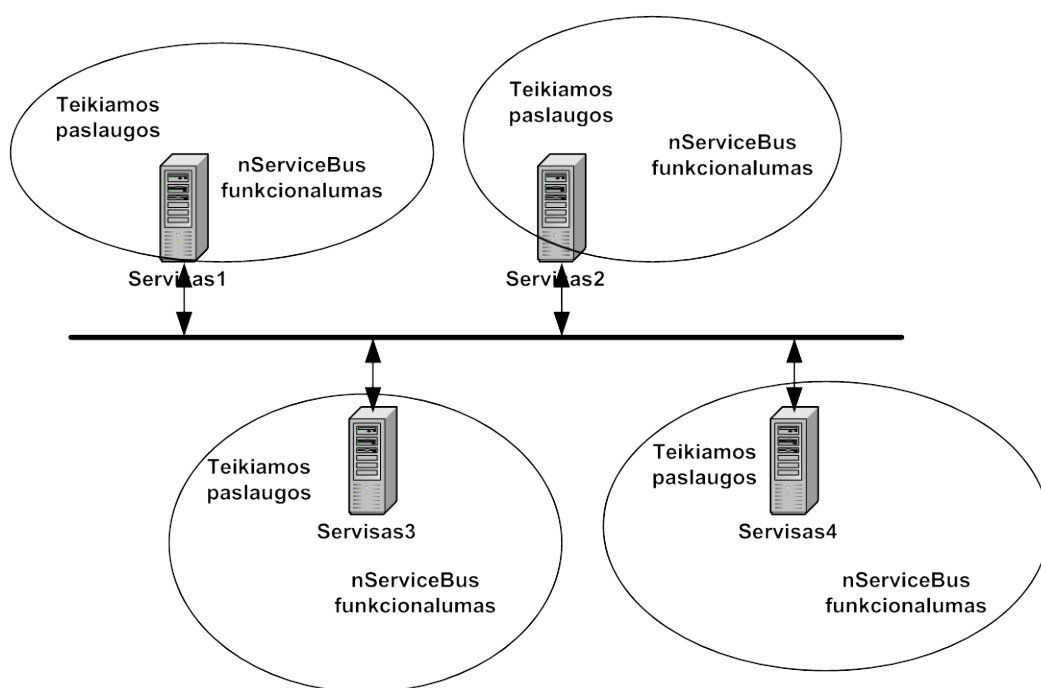 Teikiamos
paslaugos
nServiceBus
funkcionalumas
Servisas1
Teikiamos
paslaugos
nServiceBus
funkcionalumas
Servisas2
Teikiamos
paslaugos
Servisas3
nServiceBus
funkcionalumas
Teikiamos
paslaugos
Servisas4
nServiceBus
funkcionalumas